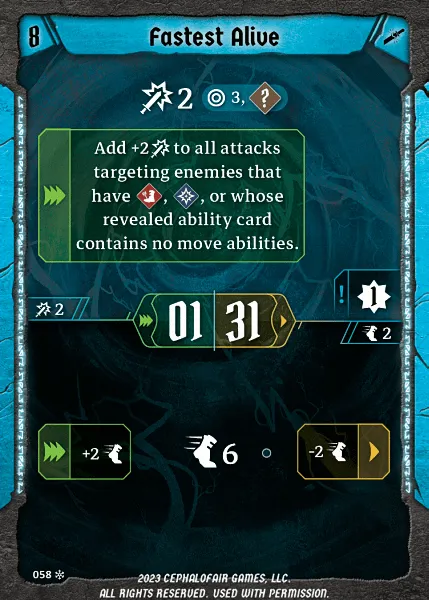 8
Fastest Alive
2
3,
?
Add +2 to all attacks
targeting enemies that
have , , or whose
revealed ability card
contains no move abilities.
2
01 31
! 1
2
+2
6
-2
058
2023 CEPHALOFAIR GAMES, LLC.
ALL RIGHTS RESERVED. USED WITH PERMISSION.